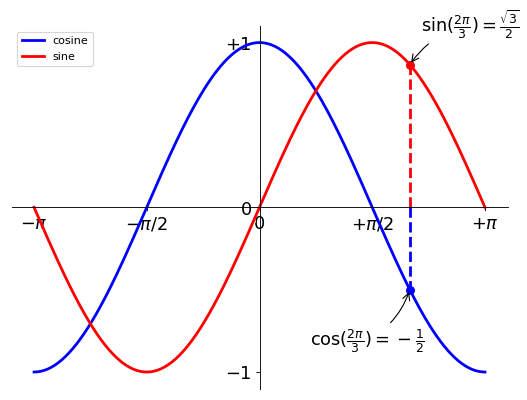 sin(2π/3) = √3/2
cosine
sine
+1
0
−π
−π/2
0
+π/2
+π
cos(2π/3) = −1/2
−1